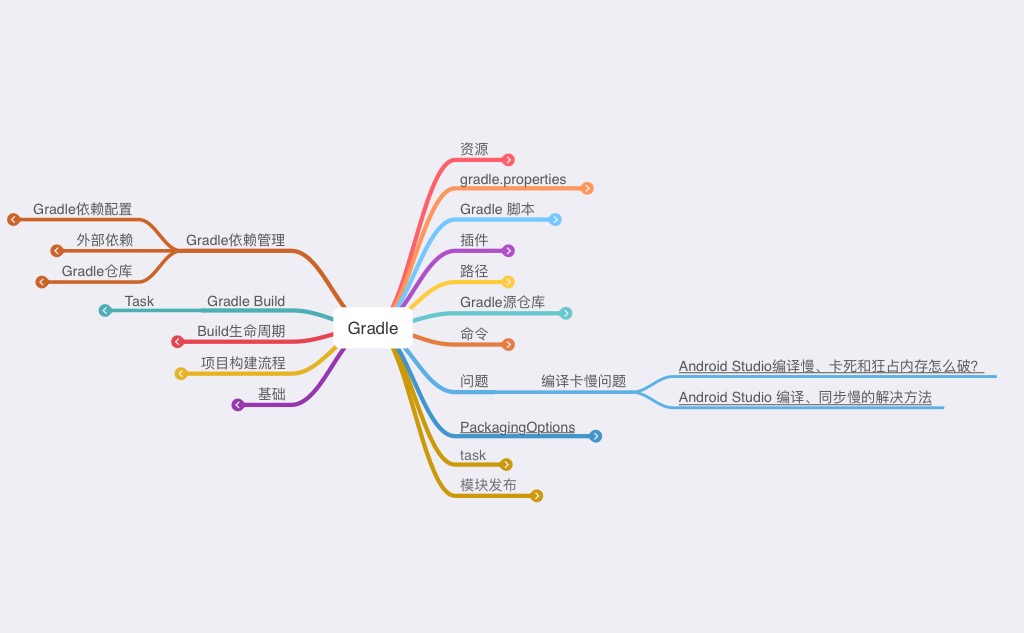 Gradle
资源
gradle.properties
Gradle 脚本
插件
路径
Gradle源仓库
命令
问题
编译卡慢问题
Android Studio编译慢、卡死和狂占内存怎么破?
Android Studio 编译、同步慢的解决方法
PackagingOptions
task
模块发布
Gradle依赖管理
Gradle依赖配置
外部依赖
Gradle仓库
Gradle Build
Task
Build生命周期
项目构建流程
基础